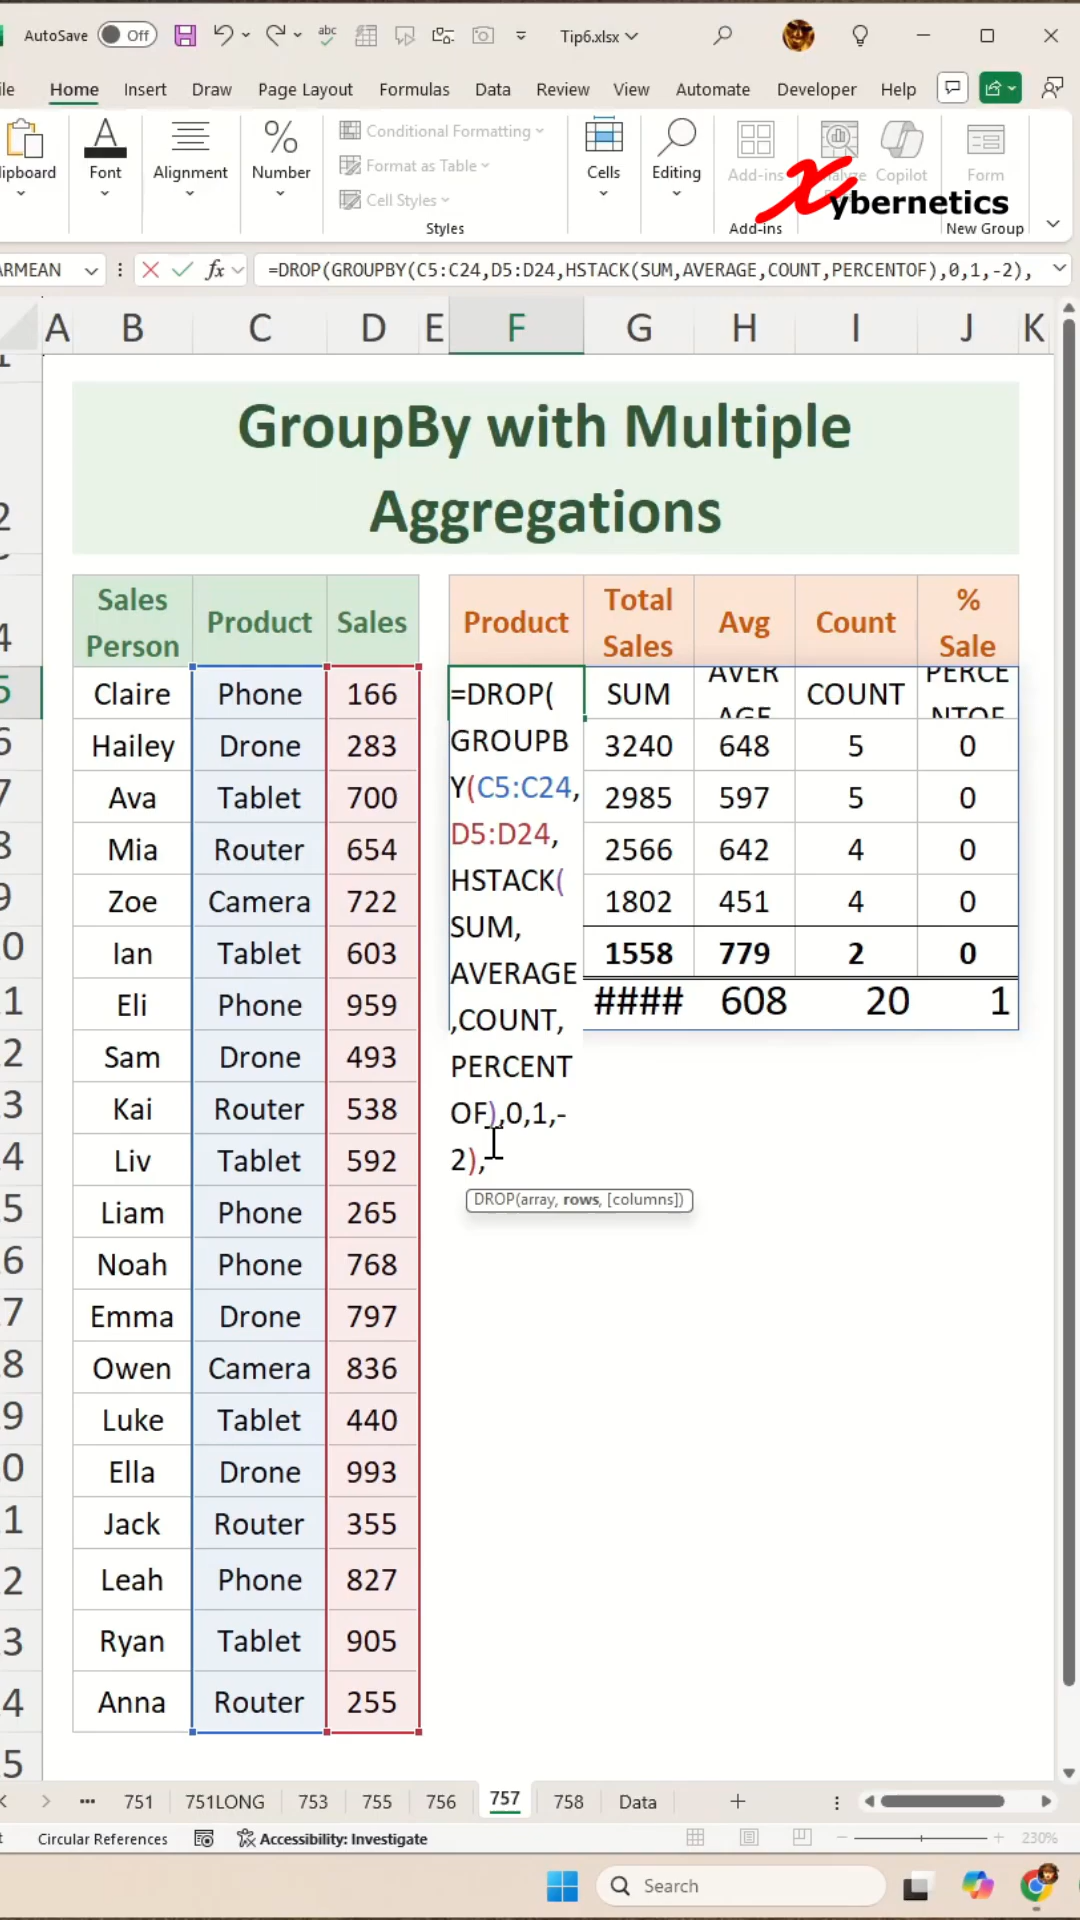 AutoSave Off abc Tip6.xlsx
Home Insert Draw Page Layout Formulas Data Review View Automate Developer Help
Font Alignment Number Conditional Formatting Format as Table Cell Styles Cells Editing Add-ins Copilot Form
Styles Add-ins New Group
Xybernetics
ARMEAN fx =DROP(GROUPBY(C5:C24,D5:D24,HSTACK(SUM,AVERAGE,COUNT,PERCENTOF),0,1,-2),
A B C D E F G H I J K
GroupBy with Multiple
Aggregations
Sales Person Product Sales Product Total Sales Avg Count % Sale
Claire Phone 166 =DROP( SUM AVERAGE COUNT PERCENTOF
Hailey Drone 283 GROUPB 3240 648 5 0
Ava Tablet 700 Y(C5:C24, 2985 597 5 0
Mia Router 654 D5:D24, 2566 642 4 0
Zoe Camera 722 HSTACK( 1802 451 4 0
Ian Tablet 603 SUM, 1558 779 2 0
Eli Phone 959 AVERAGE #### 608 20 1
Sam Drone 493 ,COUNT,
Kai Router 538 PERCENT
OF),0,1,-
Liv Tablet 592 2),
DROP(array, rows, [columns])
Liam Phone 265
Noah Phone 768
Emma Drone 797
Owen Camera 836
Luke Tablet 440
Ella Drone 993
Jack Router 355
Leah Phone 827
Ryan Tablet 905
Anna Router 255
751 751LONG 753 755 756 757 758 Data
Circular References Accessibility: Investigate 230%
Search